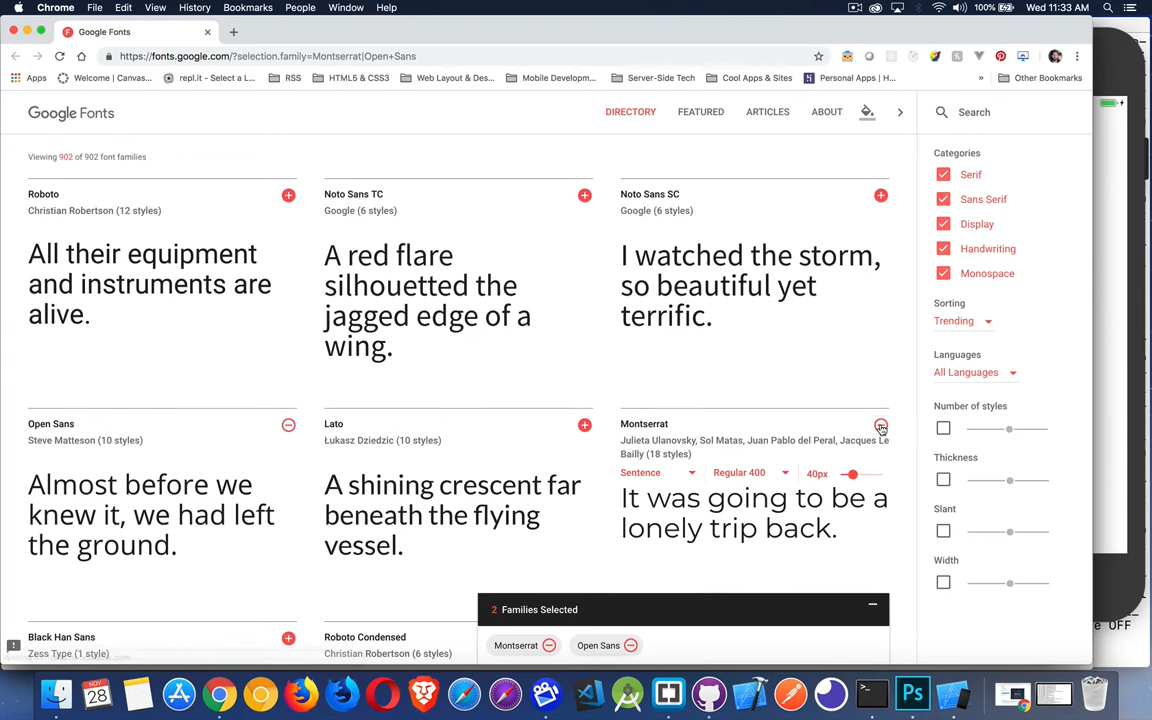 Chrome File Edit View History Bookmarks People Window Help 100% Wed 11:33 AM
Google Fonts
https://fonts.google.com/?selection.family=Montserrat|Open+Sans
Apps Welcome | Canvas... repl.it - Select a L... RSS HTML5 & CSS3 Web Layout & Des... Mobile Developm... Server-Side Tech Cool Apps & Sites Personal Apps | H... » Other Bookmarks
Google Fonts DIRECTORY FEATURED ARTICLES ABOUT Search
Viewing 902 of 902 font families
Categories
Serif
Sans Serif
Display
Handwriting
Monospace
Sorting
Trending
Languages
All Languages
Number of styles
Thickness
Slant
Width
Roboto
Christian Robertson (12 styles)
All their equipment
and instruments are
alive.
Noto Sans TC
Google (6 styles)
A red flare
silhouetted the
jagged edge of a
wing.
Noto Sans SC
Google (6 styles)
I watched the storm,
so beautiful yet
terrific.
Open Sans
Steve Matteson (10 styles)
Almost before we
knew it, we had left
the ground.
Lato
Łukasz Dziedzic (10 styles)
A shining crescent far
beneath the flying
vessel.
Montserrat
Julieta Ulanovsky, Sol Matas, Juan Pablo del Peral, Jacques Le
Bailly (18 styles)
Sentence Regular 400 40px
It was going to be a
lonely trip back.
Black Han Sans
Zess Type (1 style)
Roboto Condensed
Christian Robertson (6 styles)
2 Families Selected
Montserrat Open Sans
OFF
NOV
28
Ps